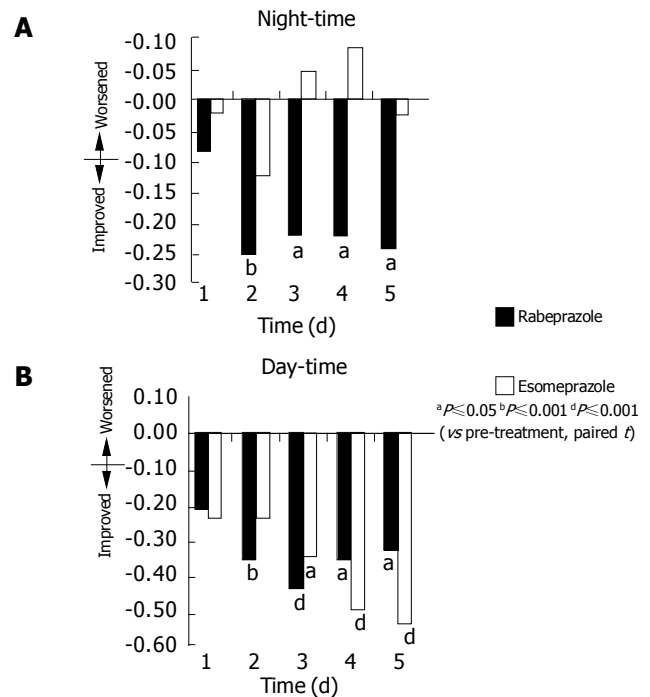 A
Night-time
-0.10
-0.05
-0.00
-0.05
-0.10
-0.15
-0.20
-0.25
-0.30
Improved Worsened
b
a
a
a
1 2 3 4 5
Time (d)
Rabeprazole
Esomeprazole
ᵃP≤0.05 ᵇP≤0.001 ᵈP≤0.001
(vs pre-treatment, paired t)
B
Day-time
0.10
0.00
-0.10
-0.20
-0.30
-0.40
-0.50
-0.60
Improved Worsened
b
d
a
a
d
a
d
1 2 3 4 5
Time (d)